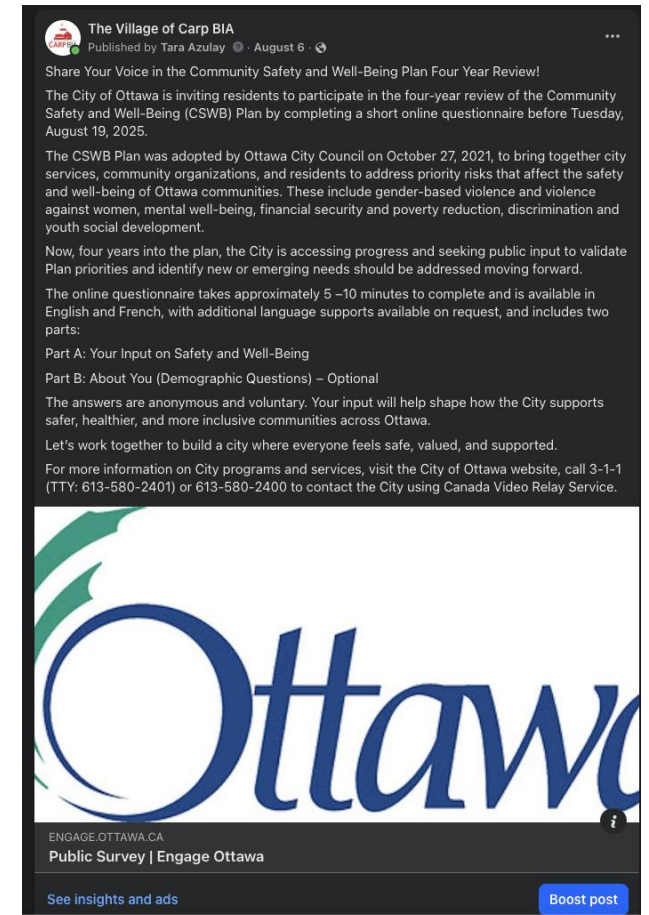 The Village of Carp BIA
Published by Tara Azulay · August 6 ·
CARP BIA
Share Your Voice in the Community Safety and Well-Being Plan Four Year Review!
The City of Ottawa is inviting residents to participate in the four-year review of the Community
Safety and Well-Being (CSWB) Plan by completing a short online questionnaire before Tuesday,
August 19, 2025.
The CSWB Plan was adopted by Ottawa City Council on October 27, 2021, to bring together city
services, community organizations, and residents to address priority risks that affect the safety
and well-being of Ottawa communities. These include gender-based violence and violence
against women, mental well-being, financial security and poverty reduction, discrimination and
youth social development.
Now, four years into the plan, the City is accessing progress and seeking public input to validate
Plan priorities and identify new or emerging needs should be addressed moving forward.
The online questionnaire takes approximately 5 –10 minutes to complete and is available in
English and French, with additional language supports available on request, and includes two
parts:
Part A: Your Input on Safety and Well-Being
Part B: About You (Demographic Questions) – Optional
The answers are anonymous and voluntary. Your input will help shape how the City supports
safer, healthier, and more inclusive communities across Ottawa.
Let's work together to build a city where everyone feels safe, valued, and supported.
For more information on City programs and services, visit the City of Ottawa website, call 3-1-1
(TTY: 613-580-2401) or 613-580-2400 to contact the City using Canada Video Relay Service.
Ottawa
ENGAGE.OTTAWA.CA
Public Survey | Engage Ottawa
See insights and ads
Boost post